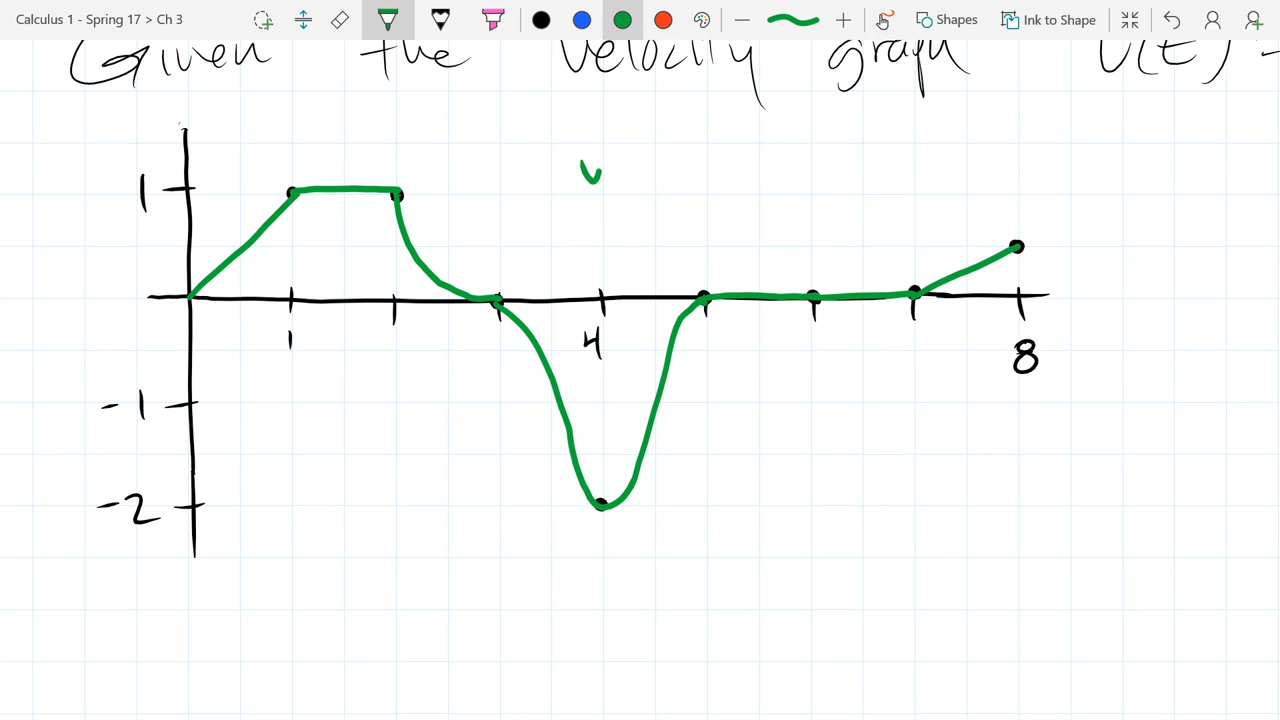 Calculus 1 - Spring 17 > Ch 3
Shapes
Ink to Shape
Given the velocity graph v(t) =
v
1
-1
-2
1
4
8